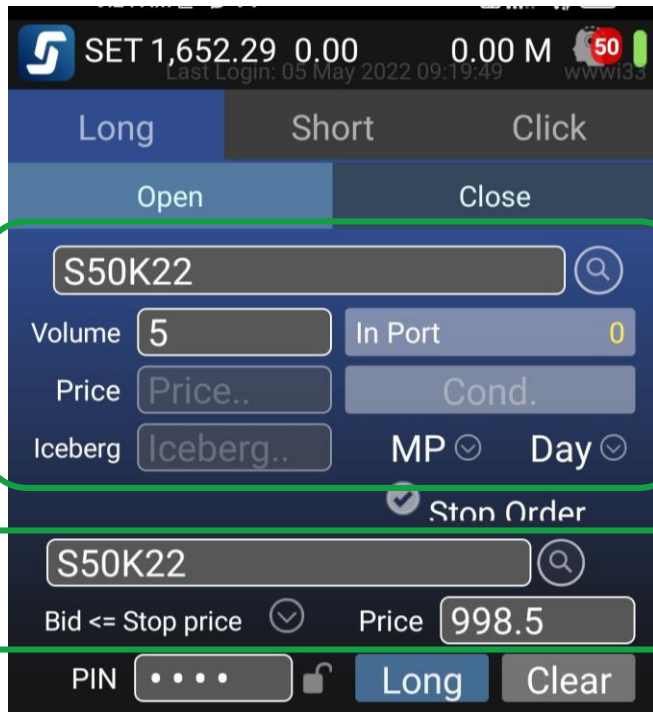 SET 1,652.29 0.00 0.00 M 50
Last Login: 05 May 2022 09:19:49 wwwi33
Long Short Click
Open Close
S50K22
Volume 5 In Port 0
Price Price.. Cond.
Iceberg Iceberg.. MP Day
Stop Order
S50K22
Bid <= Stop price Price 998.5
PIN •••• Long Clear